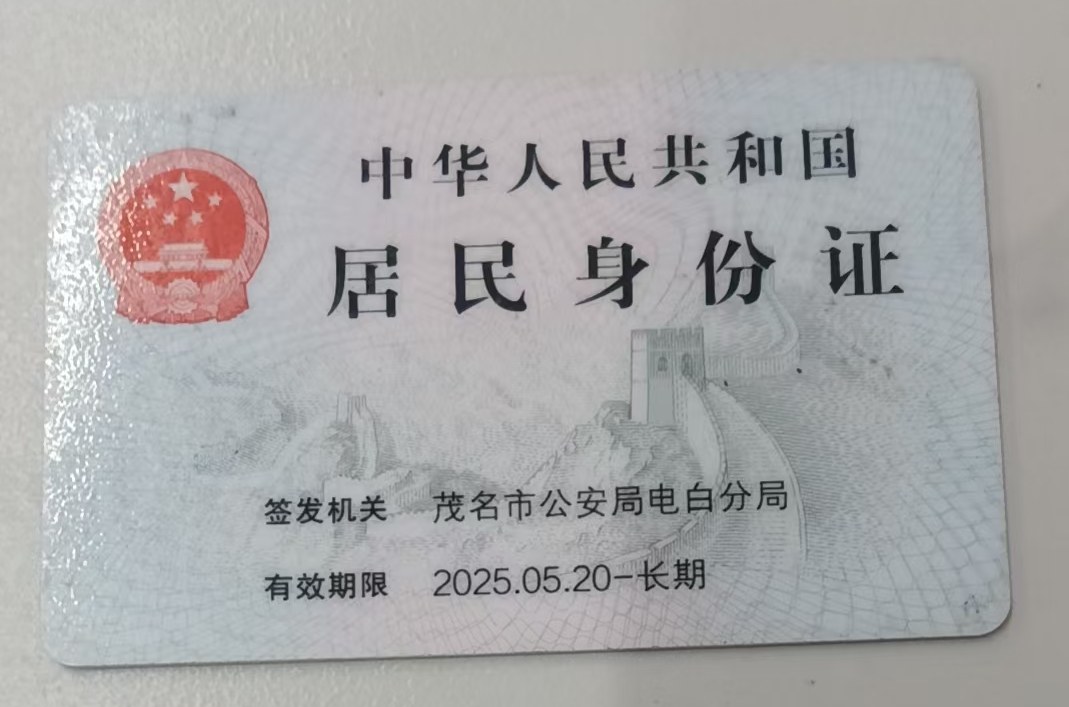 中华人民共和国
居民身份证
签发机关 茂名市公安局电白分局
有效期限 2025.05.20-长期